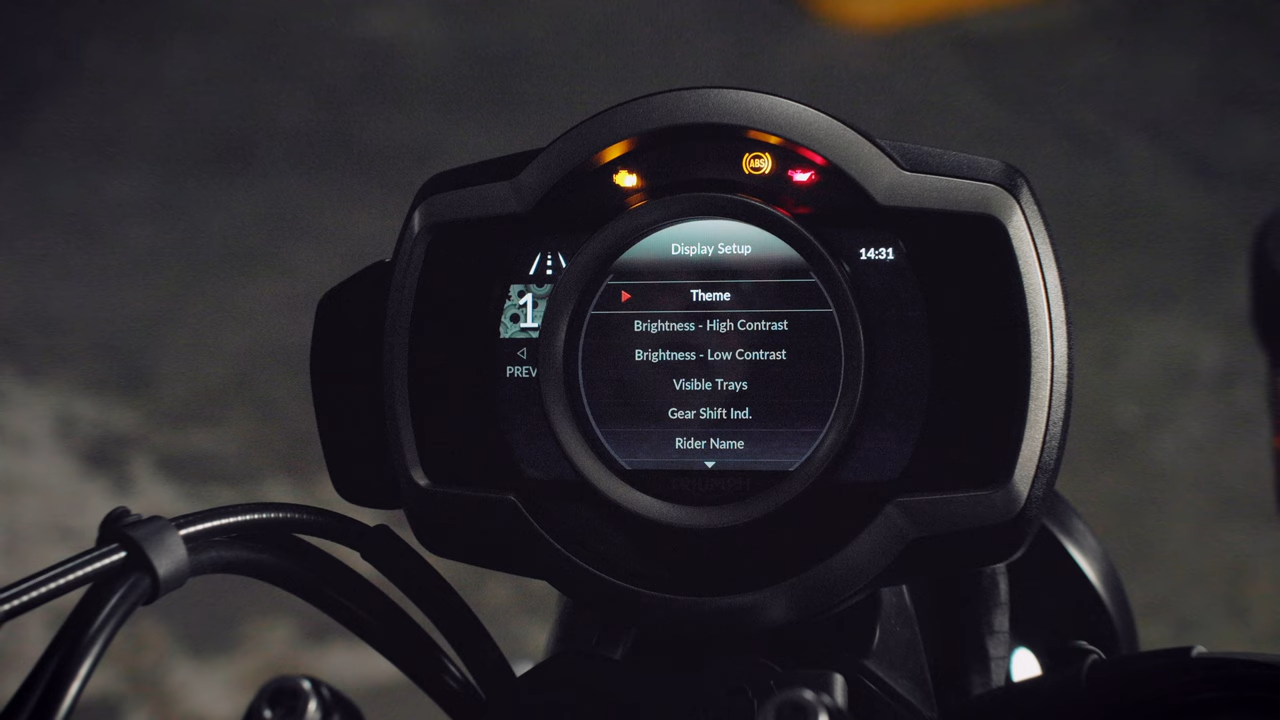 ABS
Display Setup
14:31
Theme
1
Brightness - High Contrast
Brightness - Low Contrast
PREV
Visible Trays
Gear Shift Ind.
Rider Name
TRIUMPH